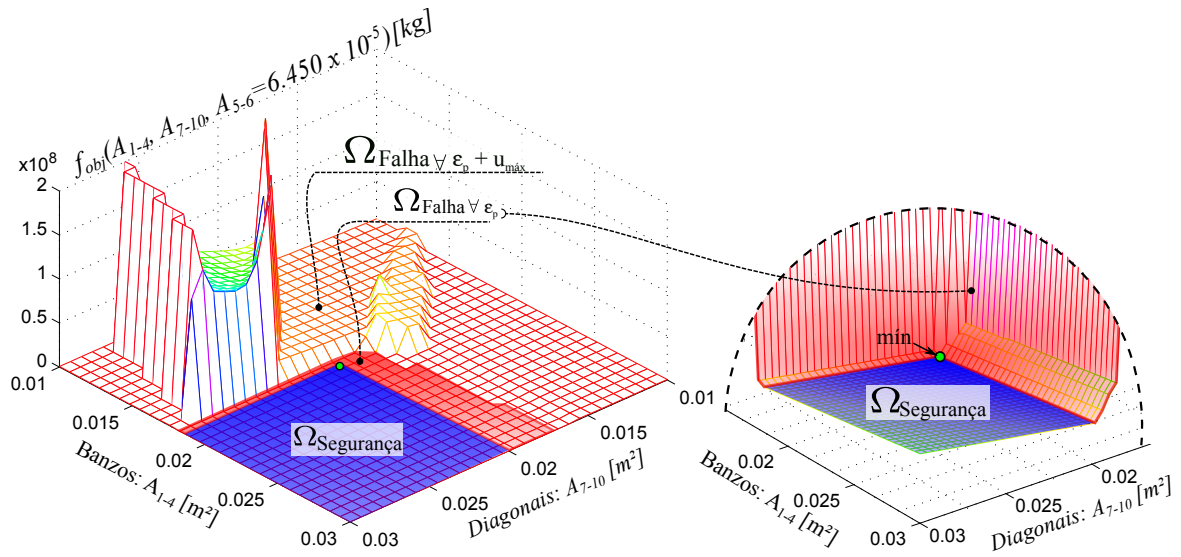 f_obj(A_1-4, A_7-10, A_5-6=6.450 x 10^-5)[kg]
x10^8
2
1.5
1
0.5
0
0.01
0.015
0.02
0.025
0.03
Banzos: A_1-4 [m²]
0.03
0.025
0.02
0.015
0.01
Diagonais: A_7-10 [m²]
Ω_Falha ∀ ε_p + u_máx
Ω_Falha ∀ ε_p
Ω_Segurança
mín
Ω_Segurança
0.02
0.025
0.03
Banzos: A_1-4 [m²]
0.03
0.025
0.02
Diagonais: A_7-10 [m²]